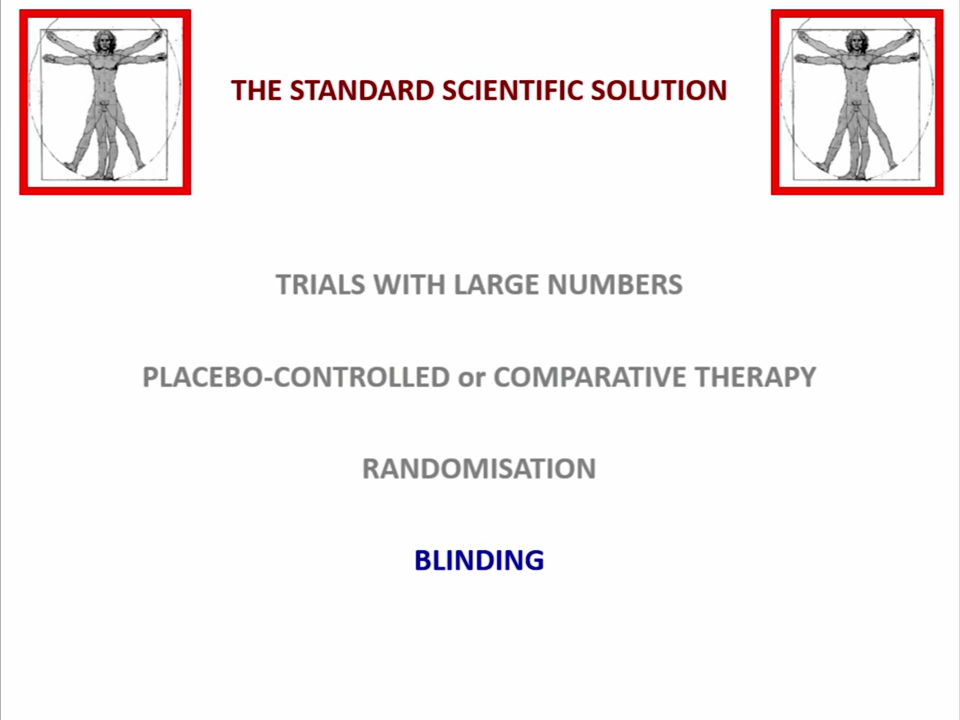 THE STANDARD SCIENTIFIC SOLUTION
TRIALS WITH LARGE NUMBERS
PLACEBO-CONTROLLED or COMPARATIVE THERAPY
RANDOMISATION
BLINDING